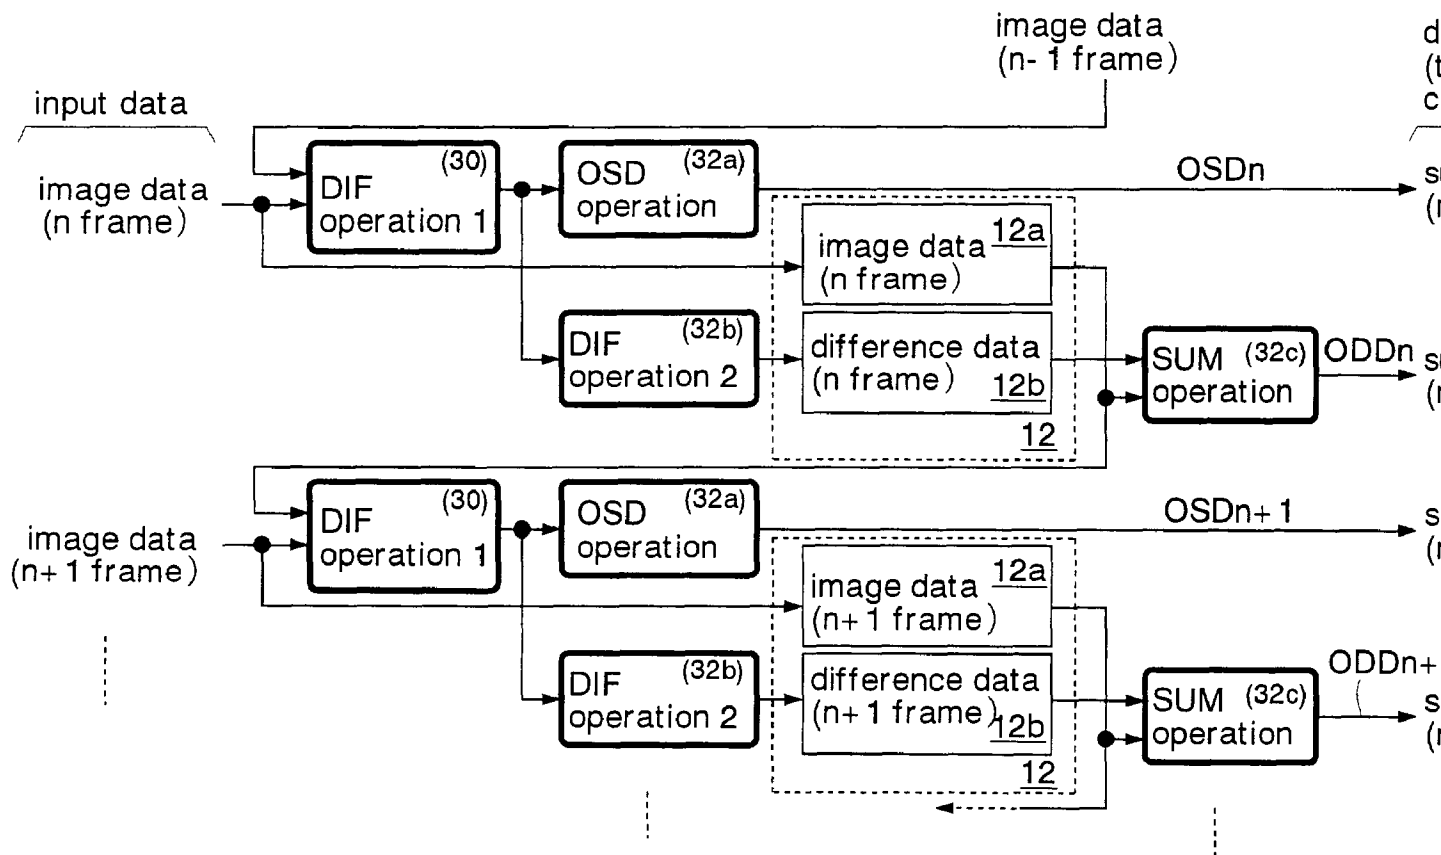 image data
(n- 1 frame)
input data
image data
(n frame)
DIF
operation 1
(30)
OSD
operation
(32a)
OSDn
image data
(n frame)
12a
DIF
operation 2
(32b)
difference data
(n frame)
12b
12
SUM
operation
(32c)
ODDn
image data
(n+ 1 frame)
DIF
operation 1
(30)
OSD
operation
(32a)
OSDn+ 1
image data
(n+ 1 frame)
12a
DIF
operation 2
(32b)
difference data
(n+ 1 frame)
12b
12
SUM
operation
(32c)
ODDn+